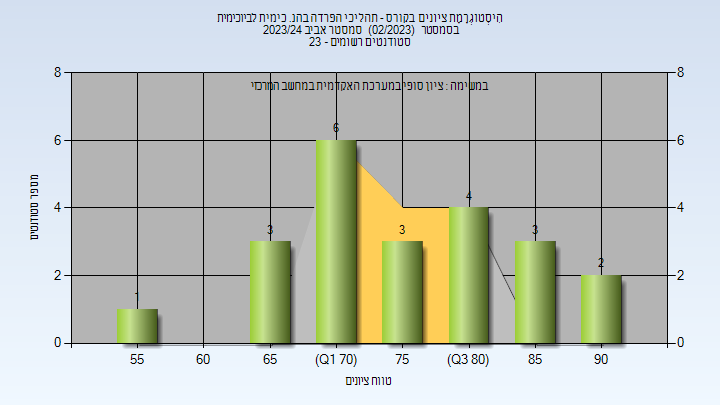 היסטוגרמת ציונים בקורס - תהליכי הפרדה בהנ. כימית לביוכימית
בסמסטר (02/2023) סמסטר אביב 2023/24
סטודנטים רשומים - 23
במשימה : ציון סופי במערכת האקדמית במחשב המרכזי
8 8
6 6
4 4
2 2
0 0
1 3 6 3 4 3 2
מספר סטודנטים
55 60 65 (Q1 70) 75 (Q3 80) 85 90
טווח ציונים